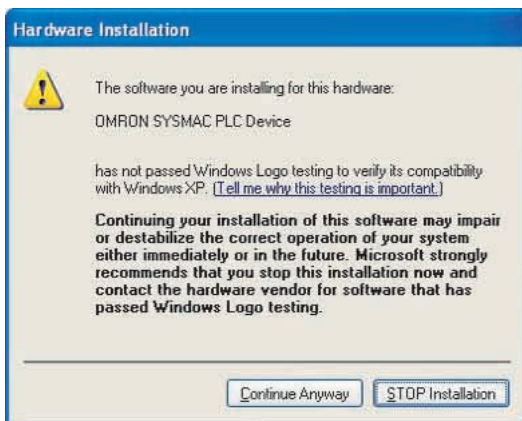 Hardware Installation
The software you are installing for this hardware:
OMRON SYSMAC PLC Device
has not passed Windows Logo testing to verify its compatibility
with Windows XP. (Tell me why this testing is important.)
Continuing your installation of this software may impair
or destabilize the correct operation of your system
either immediately or in the future. Microsoft strongly
recommends that you stop this installation now and
contact the hardware vendor for software that has
passed Windows Logo testing.
Continue Anyway
STOP Installation